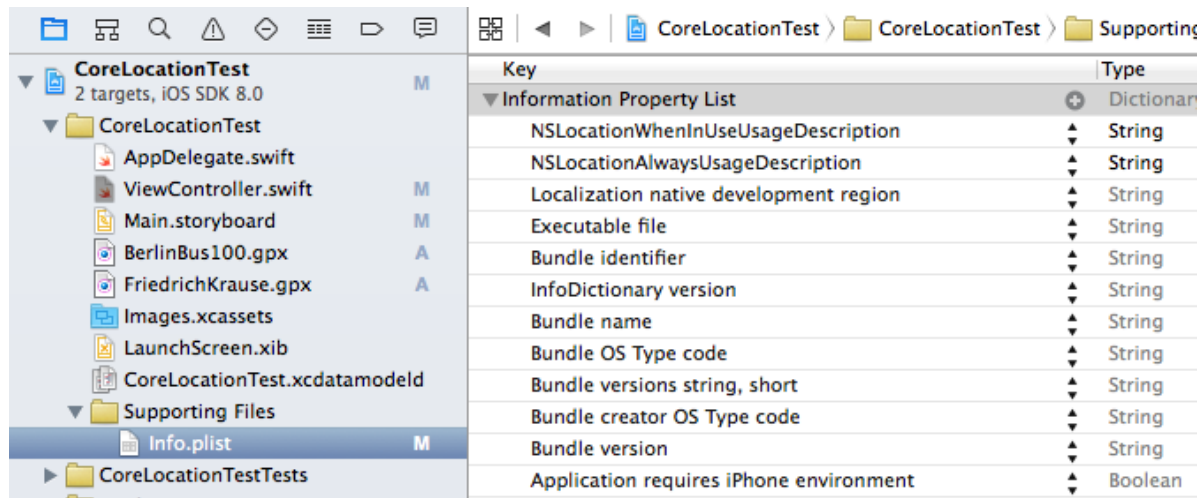 CoreLocationTest
2 targets, iOS SDK 8.0
M
CoreLocationTest
AppDelegate.swift
ViewController.swift M
Main.storyboard M
BerlinBus100.gpx A
FriedrichKrause.gpx A
Images.xcassets
LaunchScreen.xib
CoreLocationTest.xcdatamodeld
Supporting Files
Info.plist M
CoreLocationTestTests
CoreLocationTest CoreLocationTest Supporting
Key Type
Information Property List Dictionary
NSLocationWhenInUseUsageDescription String
NSLocationAlwaysUsageDescription String
Localization native development region String
Executable file String
Bundle identifier String
InfoDictionary version String
Bundle name String
Bundle OS Type code String
Bundle versions string, short String
Bundle creator OS Type code String
Bundle version String
Application requires iPhone environment Boolean